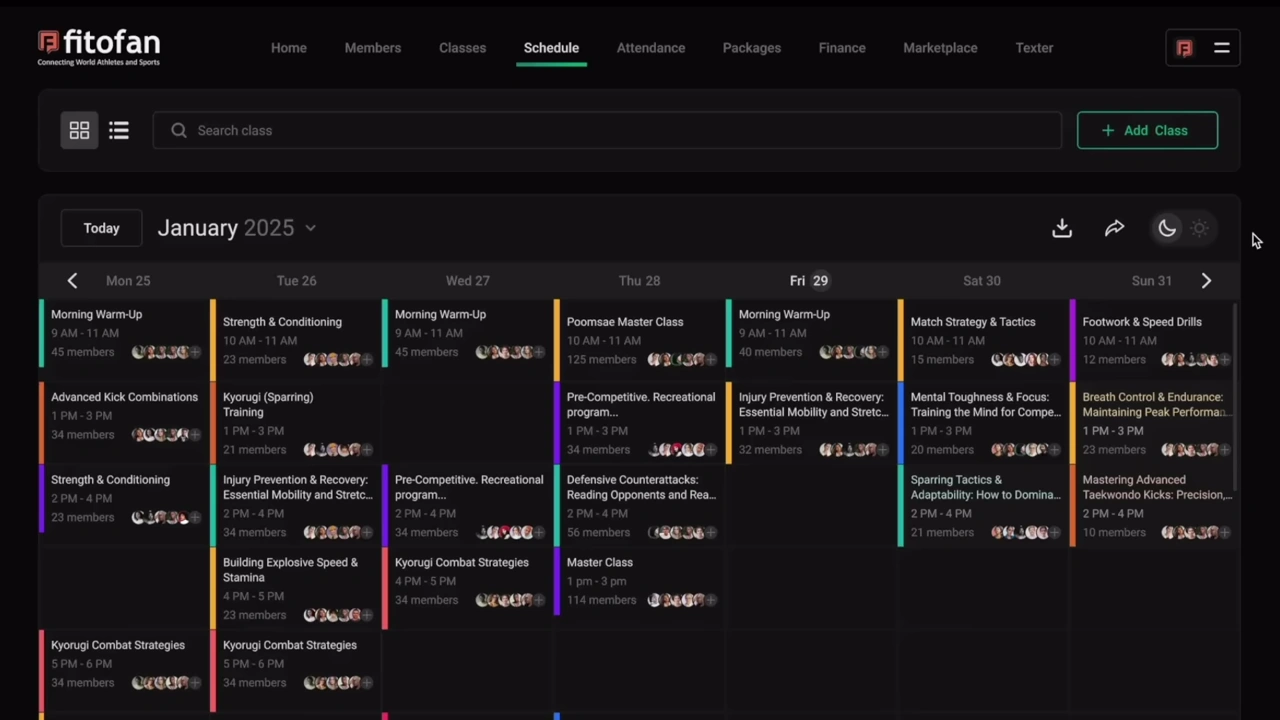 fitofan
Connecting World Athletes and Sports
Home
Members
Classes
Schedule
Attendance
Packages
Finance
Marketplace
Texter
Search class
+ Add Class
Today
January 2025
Mon 25
Tue 26
Wed 27
Thu 28
Fri 29
Sat 30
Sun 31
Morning Warm-Up
9 AM - 11 AM
45 members
Strength & Conditioning
10 AM - 11 AM
23 members
Morning Warm-Up
9 AM - 11 AM
45 members
Poomsae Master Class
10 AM - 11 AM
125 members
Morning Warm-Up
9 AM - 11 AM
40 members
Match Strategy & Tactics
10 AM - 11 AM
15 members
Footwork & Speed Drills
10 AM - 11 AM
12 members
Advanced Kick Combinations
1 PM - 3 PM
34 members
Kyorugi (Sparring)
Training
1 PM - 3 PM
21 members
Pre-Competitive. Recreational
program...
1 PM - 3 PM
34 members
Injury Prevention & Recovery:
Essential Mobility and Stretc...
1 PM - 3 PM
32 members
Mental Toughness & Focus:
Training the Mind for Compe...
1 PM - 3 PM
20 members
Breath Control & Endurance:
Maintaining Peak Performa...
1 PM - 3 PM
23 members
Strength & Conditioning
2 PM - 4 PM
23 members
Injury Prevention & Recovery:
Essential Mobility and Stretc...
2 PM - 4 PM
34 members
Pre-Competitive. Recreational
program...
2 PM - 4 PM
34 members
Defensive Counterattacks:
Reading Opponents and Rea...
2 PM - 4 PM
56 members
Sparring Tactics &
Adaptability: How to Domina...
2 PM - 4 PM
21 members
Mastering Advanced
Taekwondo Kicks: Precision,...
2 PM - 4 PM
10 members
Building Explosive Speed &
Stamina
4 PM - 5 PM
23 members
Kyorugi Combat Strategies
4 PM - 5 PM
34 members
Master Class
1 pm - 3 pm
114 members
Kyorugi Combat Strategies
5 PM - 6 PM
34 members
Kyorugi Combat Strategies
5 PM - 6 PM
34 members